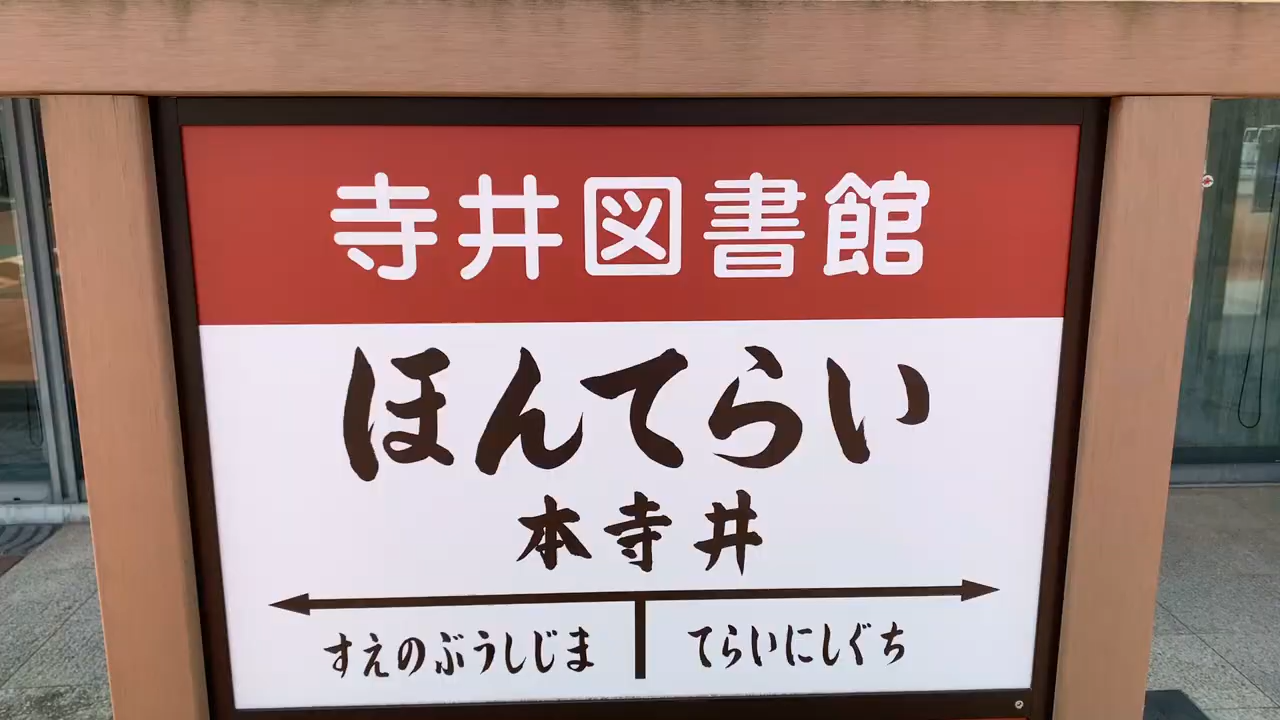 寺井図書館
ほんてらい
本寺井
すえのぶうしじま
てらいにしぐち